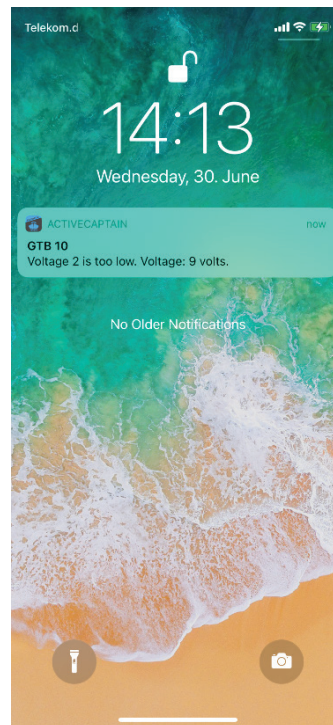 Telekom.d
14:13
Wednesday, 30. June
ACTIVECAPTAIN now
GTB 10
Voltage 2 is too low. Voltage: 9 volts.
No Older Notifications